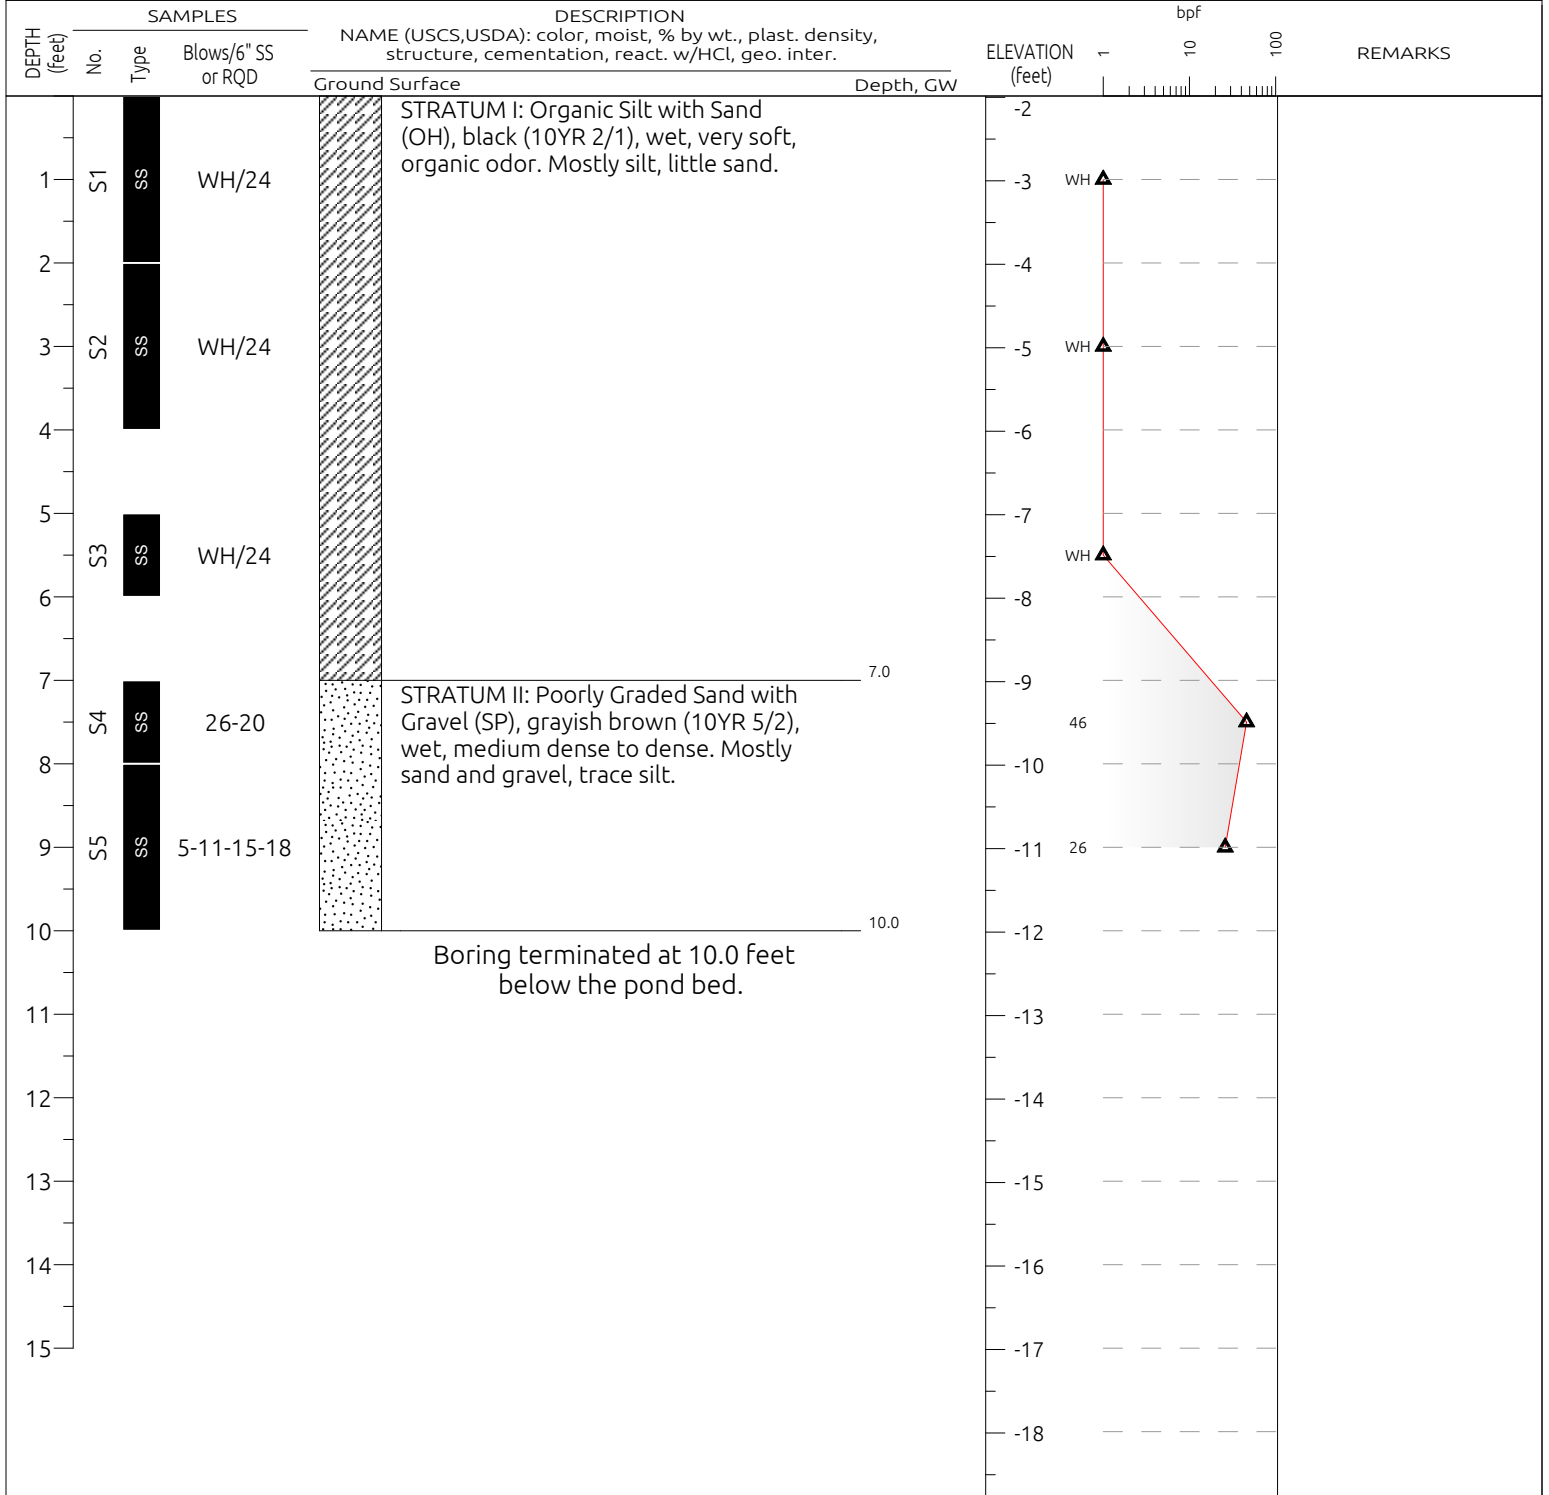 SAMPLES
DESCRIPTION
bpf
DEPTH
(feet)
No.
Type
Blows/6" SS
or RQD
NAME (USCS,USDA): color, moist, % by wt., plast. density,
structure, cementation, react. w/HCl, geo. inter.
ELEVATION
(feet)
1
10
100
REMARKS
Ground Surface
Depth, GW
STRATUM I: Organic Silt with Sand
(OH), black (10YR 2/1), wet, very soft,
organic odor. Mostly silt, little sand.
-2
1
S1
SS
WH/24
-3
WH
2
-4
3
S2
SS
WH/24
-5
WH
4
-6
5
-7
S3
SS
WH/24
WH
6
-8
7.0
7
-9
STRATUM II: Poorly Graded Sand with
Gravel (SP), grayish brown (10YR 5/2),
wet, medium dense to dense. Mostly
sand and gravel, trace silt.
S4
SS
26-20
46
8
-10
9
S5
SS
5-11-15-18
-11
26
10.0
10
-12
Boring terminated at 10.0 feet
below the pond bed.
11
-13
12
-14
13
-15
14
-16
15
-17
-18